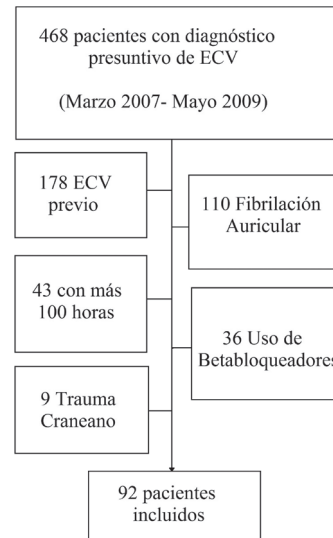 468 pacientes con diagnóstico
presuntivo de ECV
(Marzo 2007- Mayo 2009)
178 ECV
previo
110 Fibrilación
Auricular
43 con más
100 horas
36 Uso de
Betabloqueadores
9 Trauma
Craneano
92 pacientes
incluidos